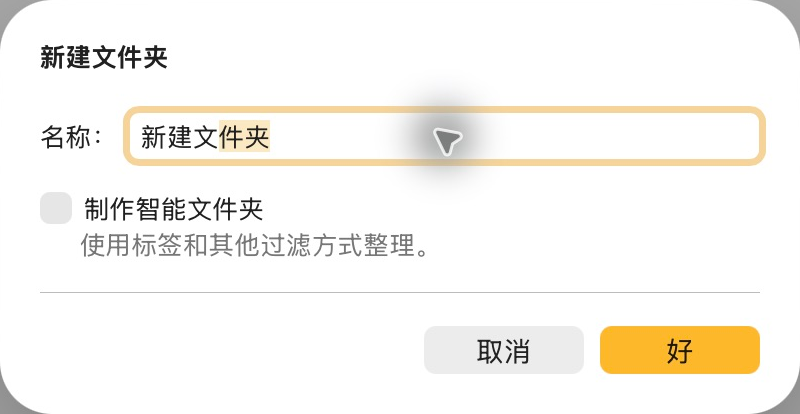 新建文件夹
名称：
新建文件夹
制作智能文件夹
使用标签和其他过滤方式整理。
取消
好